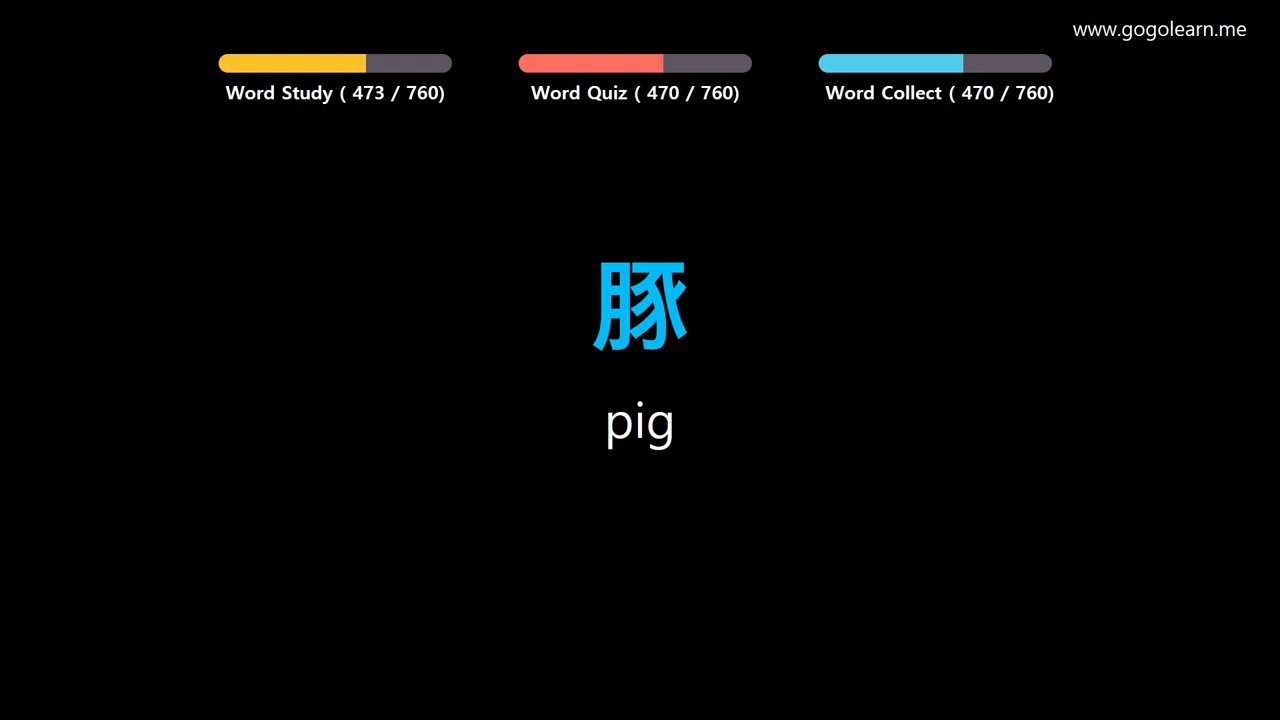 www.gogolearn.me
Word Study ( 473 / 760)
Word Quiz ( 470 / 760)
Word Collect ( 470 / 760)
豚
pig